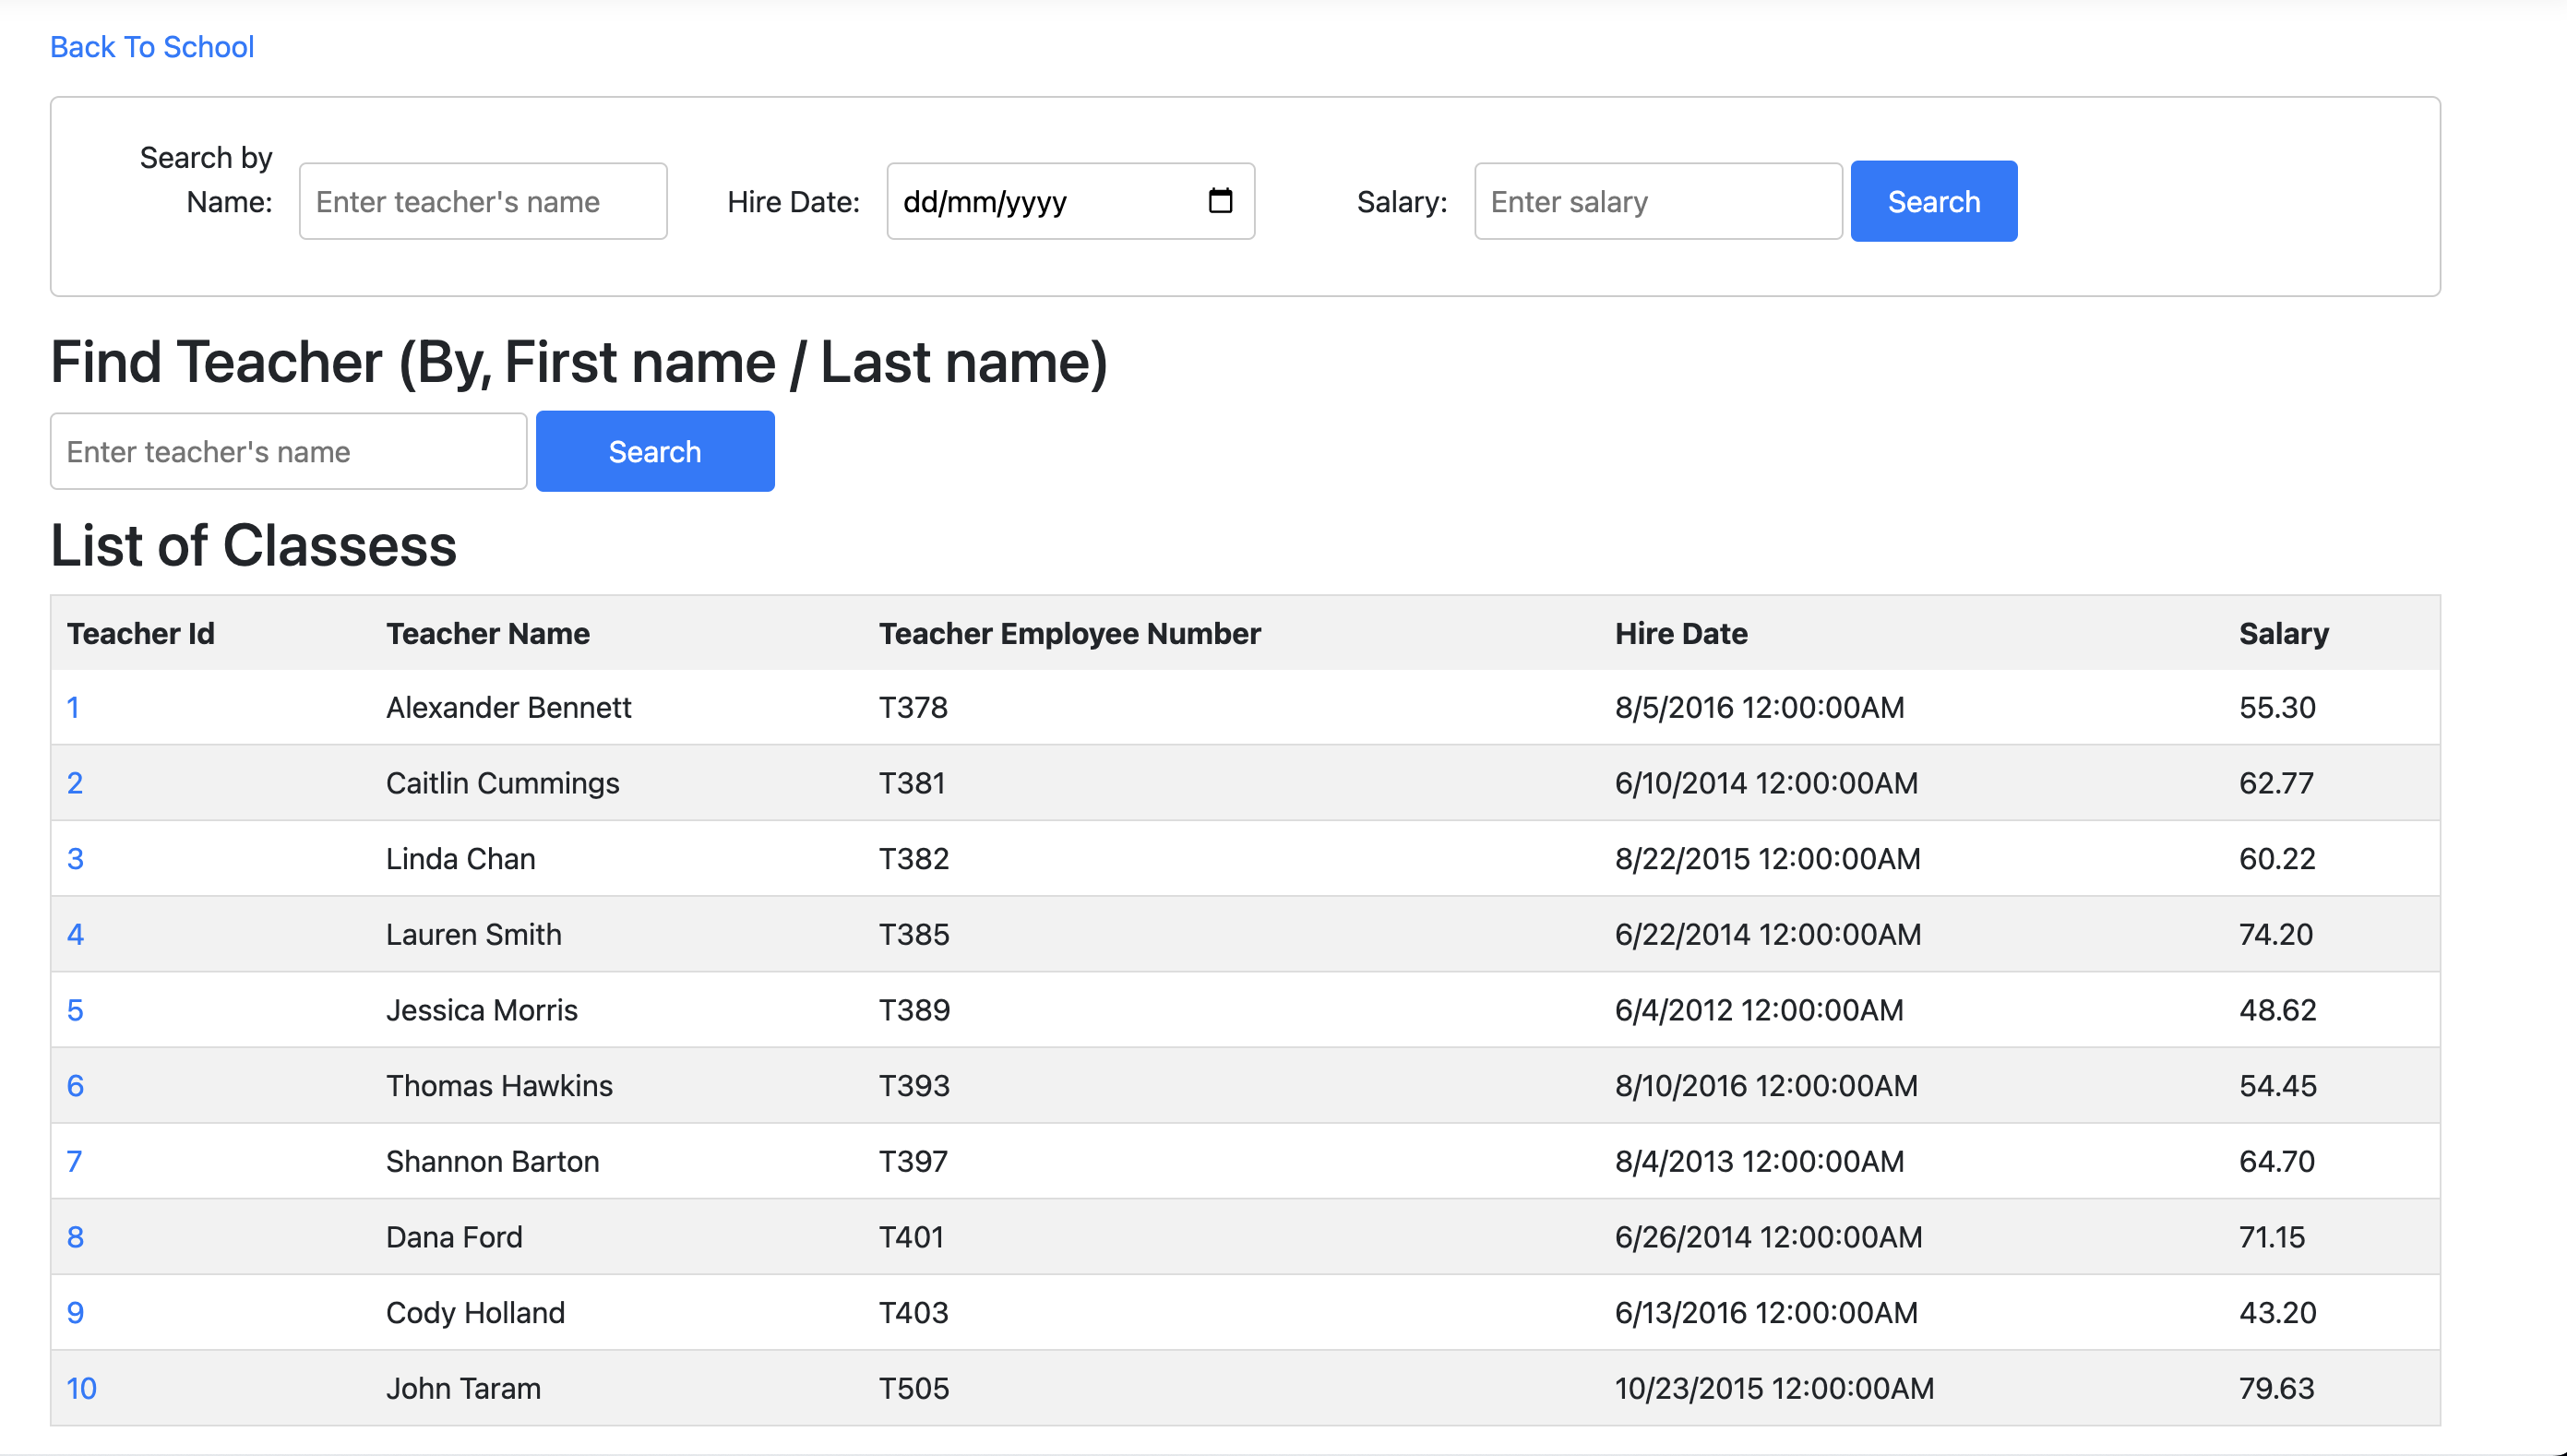 Back To School
Search by
Name: Enter teacher's name Hire Date: dd/mm/yyyy Salary: Enter salary Search
Find Teacher (By, First name / Last name)
Enter teacher's name Search
List of Classess
Teacher Id Teacher Name Teacher Employee Number Hire Date Salary
1 Alexander Bennett T378 8/5/2016 12:00:00AM 55.30
2 Caitlin Cummings T381 6/10/2014 12:00:00AM 62.77
3 Linda Chan T382 8/22/2015 12:00:00AM 60.22
4 Lauren Smith T385 6/22/2014 12:00:00AM 74.20
5 Jessica Morris T389 6/4/2012 12:00:00AM 48.62
6 Thomas Hawkins T393 8/10/2016 12:00:00AM 54.45
7 Shannon Barton T397 8/4/2013 12:00:00AM 64.70
8 Dana Ford T401 6/26/2014 12:00:00AM 71.15
9 Cody Holland T403 6/13/2016 12:00:00AM 43.20
10 John Taram T505 10/23/2015 12:00:00AM 79.63